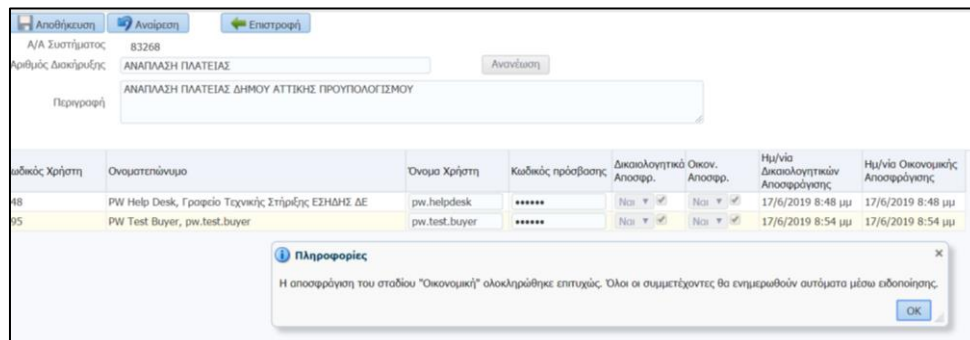 Αποθήκευση Αναίρεση Επιστροφή
Α/Α Συστήματος 83268
Αριθμός Διακήρυξης ΑΝΑΠΛΑΣΗ ΠΛΑΤΕΙΑΣ Ανανέωση
Περιγραφή ΑΝΑΠΛΑΣΗ ΠΛΑΤΕΙΑΣ ΔΗΜΟΥ ΑΤΤΙΚΗΣ ΠΡΟΥΠΟΛΟΓΙΣΜΟΥ
ωδικός Χρήστη Ονοματεπώνυμο Όνομα Χρήστη Κωδικός πρόσβασης Δικαιολογητικά Αποσφρ. Οικον. Αποσφρ. Ημ/νία Δικαιολογητικών Αποσφράγισης Ημ/νία Οικονομικής Αποσφράγισης
48 PW Help Desk, Γραφείο Τεχνικής Στήριξης ΕΣΗΔΗΣ ΔΕ pw.helpdesk •••••• Ναι Ναι 17/6/2019 8:48 μμ 17/6/2019 8:48 μμ
95 PW Test Buyer, pw.test.buyer pw.test.buyer •••••• Ναι Ναι 17/6/2019 8:54 μμ 17/6/2019 8:54 μμ
Πληροφορίες
Η αποσφράγιση του σταδίου "Οικονομική" ολοκληρώθηκε επιτυχώς. Όλοι οι συμμετέχοντες θα ενημερωθούν αυτόματα μέσω ειδοποίησης.
OK